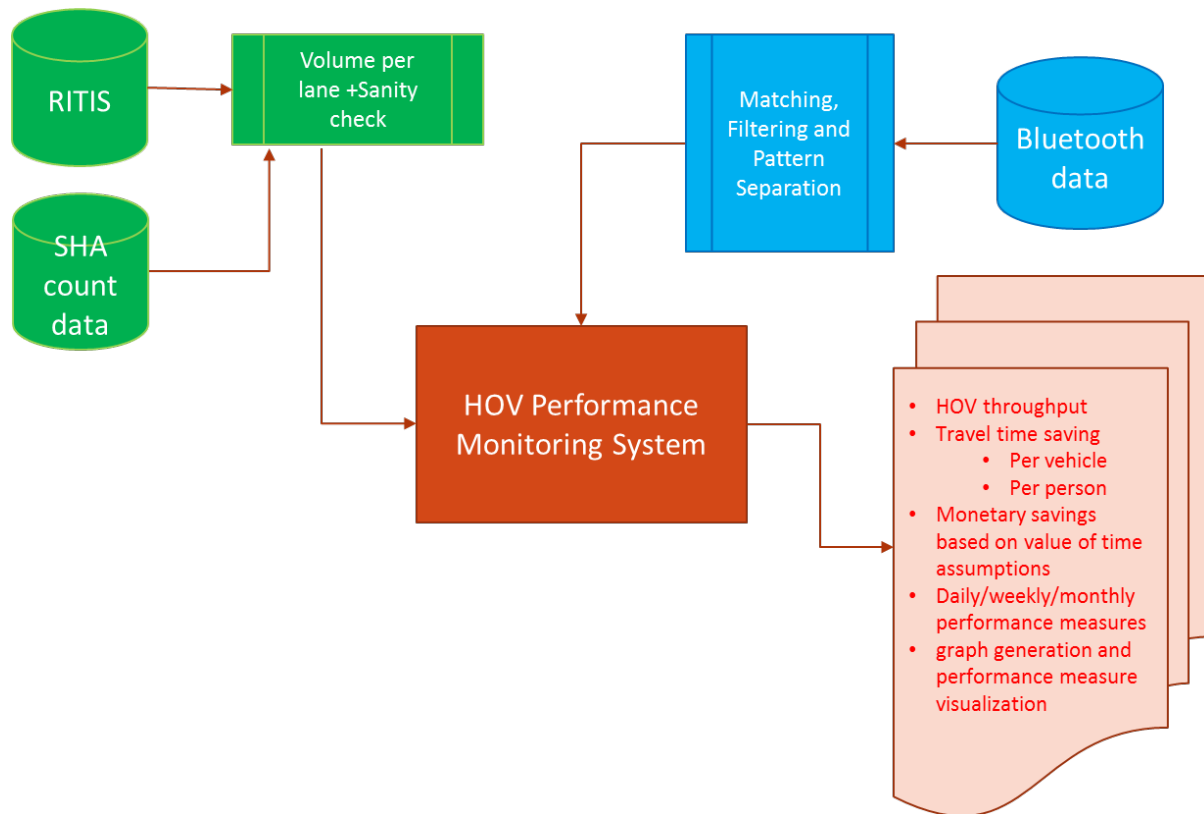 RITIS
Volume per
lane +Sanity
check
SHA
count
data
Matching,
Filtering and
Pattern
Separation
Bluetooth
data
HOV Performance
Monitoring System
• HOV throughput
• Travel time saving
• Per vehicle
• Per person
• Monetary savings
based on value of time
assumptions
• Daily/weekly/monthly
performance measures
• graph generation and
performance measure
visualization